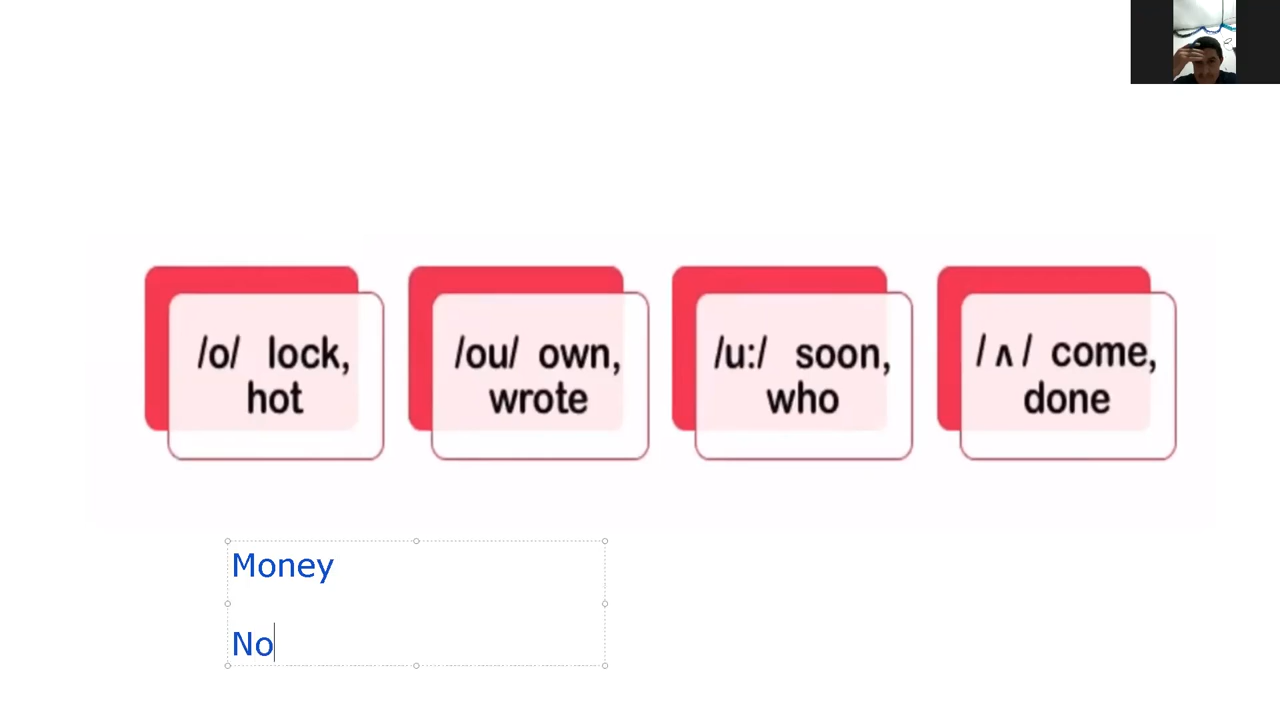 /o/ lock,
hot
/ou/ own,
wrote
/u:/ soon,
who
/ʌ/ come,
done
Money
No